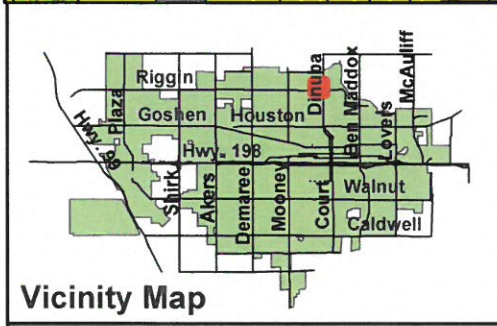 Riggin
Dinuba
Ben Maddox
McAuliff
Plaza
Goshen
Houston
Lovers
Hwy. 99
Hwy. 198
Shirk
Akers
Demaree
Mooney
Court
Walnut
Caldwell
Vicinity Map